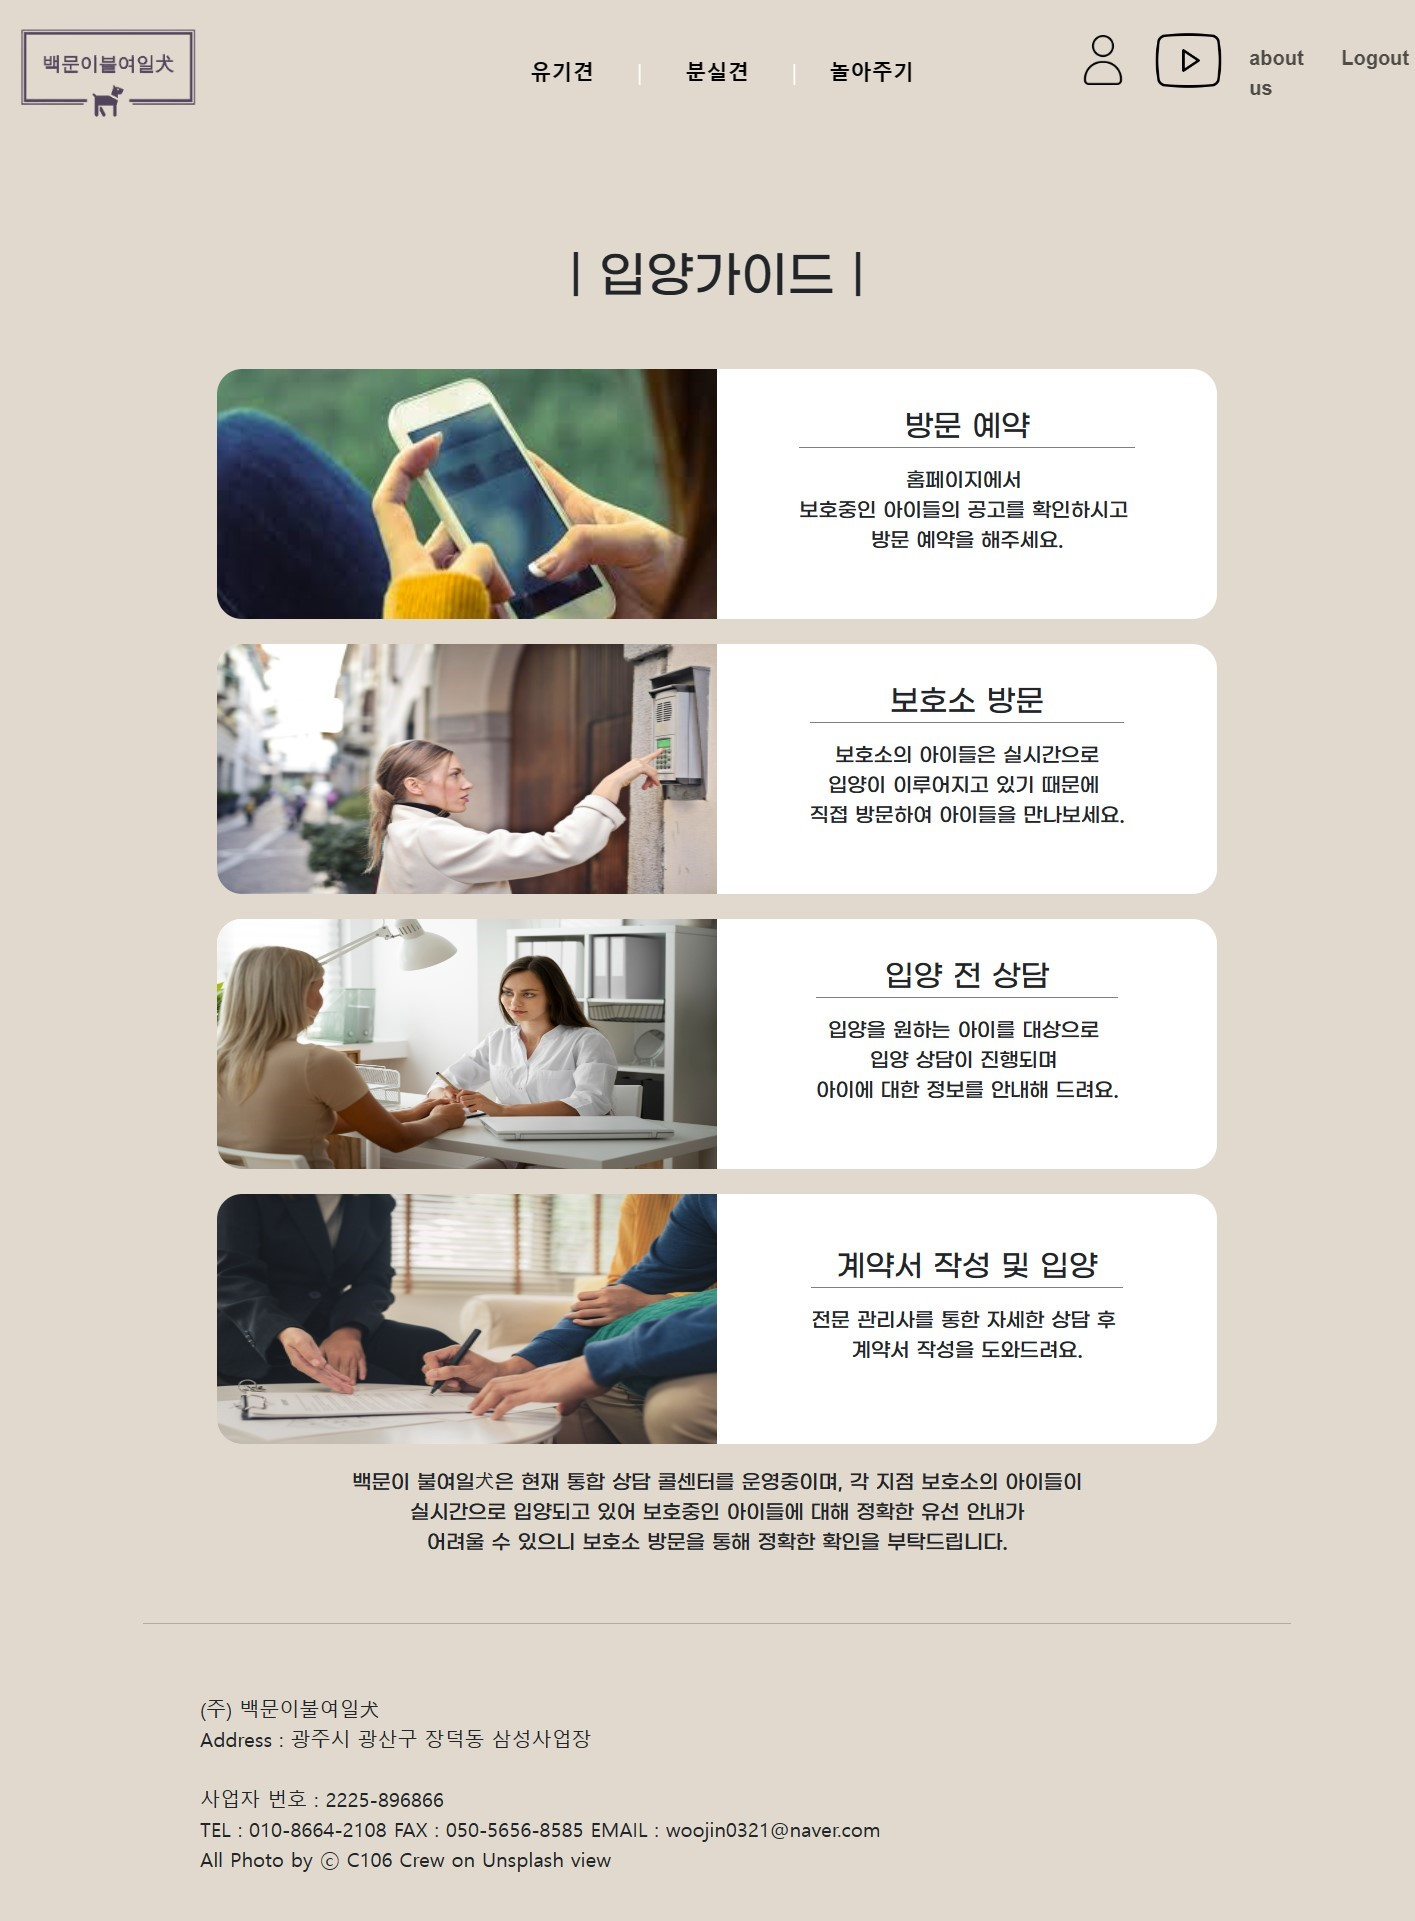 백문이불여일犬
유기견 | 분실견 | 놀아주기
about us
Logout
| 입양가이드 |
방문 예약
홈페이지에서
보호중인 아이들의 공고를 확인하시고
방문 예약을 해주세요.
보호소 방문
보호소의 아이들은 실시간으로
입양이 이루어지고 있기 때문에
직접 방문하여 아이들을 만나보세요.
입양 전 상담
입양을 원하는 아이를 대상으로
입양 상담이 진행되며
아이에 대한 정보를 안내해 드려요.
계약서 작성 및 입양
전문 관리사를 통한 자세한 상담 후
계약서 작성을 도와드려요.
백문이 불여일犬은 현재 통합 상담 콜센터를 운영중이며, 각 지점 보호소의 아이들이
실시간으로 입양되고 있어 보호중인 아이들에 대해 정확한 유선 안내가
어려울 수 있으니 보호소 방문을 통해 정확한 확인을 부탁드립니다.
(주) 백문이불여일犬
Address : 광주시 광산구 장덕동 삼성사업장
사업자 번호 : 2225-896866
TEL : 010-8664-2108 FAX : 050-5656-8585 EMAIL : woojin0321@naver.com
All Photo by ⓒ C106 Crew on Unsplash view